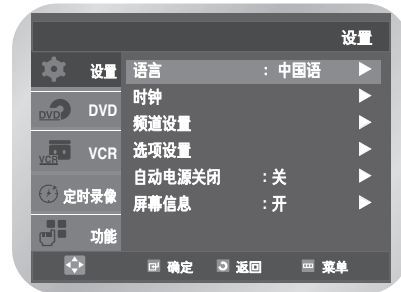 设置
设置
DVD
DVD
VCR
VCR
定时录像
功能
语言 : 中国语 ▶
时钟 ▶
频道设置 ▶
选项设置 ▶
自动电源关闭 : 关 ▶
屏幕信息 : 开 ▶
确定 返回 菜单